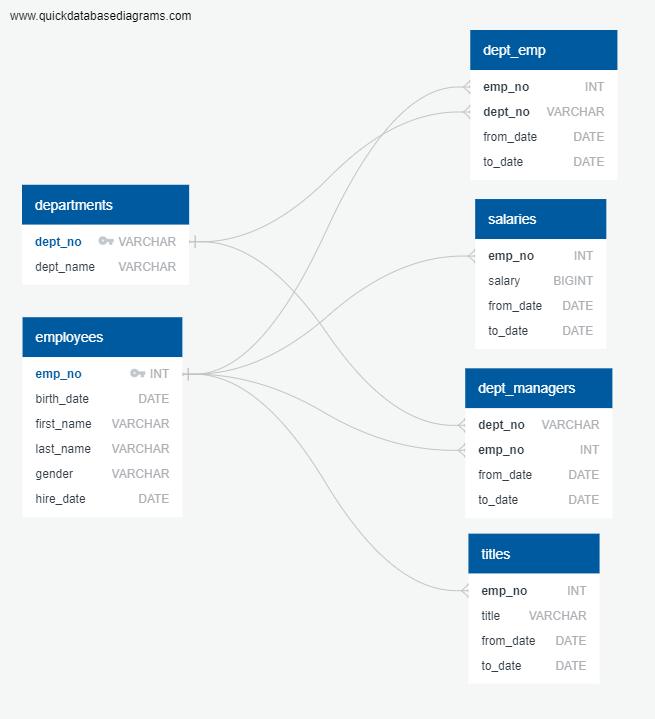 www.quickdatabasediagrams.com
dept_emp
emp_no INT
dept_no VARCHAR
from_date DATE
to_date DATE
departments
dept_no VARCHAR
dept_name VARCHAR
salaries
emp_no INT
salary BIGINT
from_date DATE
to_date DATE
employees
emp_no INT
birth_date DATE
first_name VARCHAR
last_name VARCHAR
gender VARCHAR
hire_date DATE
dept_managers
dept_no VARCHAR
emp_no INT
from_date DATE
to_date DATE
titles
emp_no INT
title VARCHAR
from_date DATE
to_date DATE